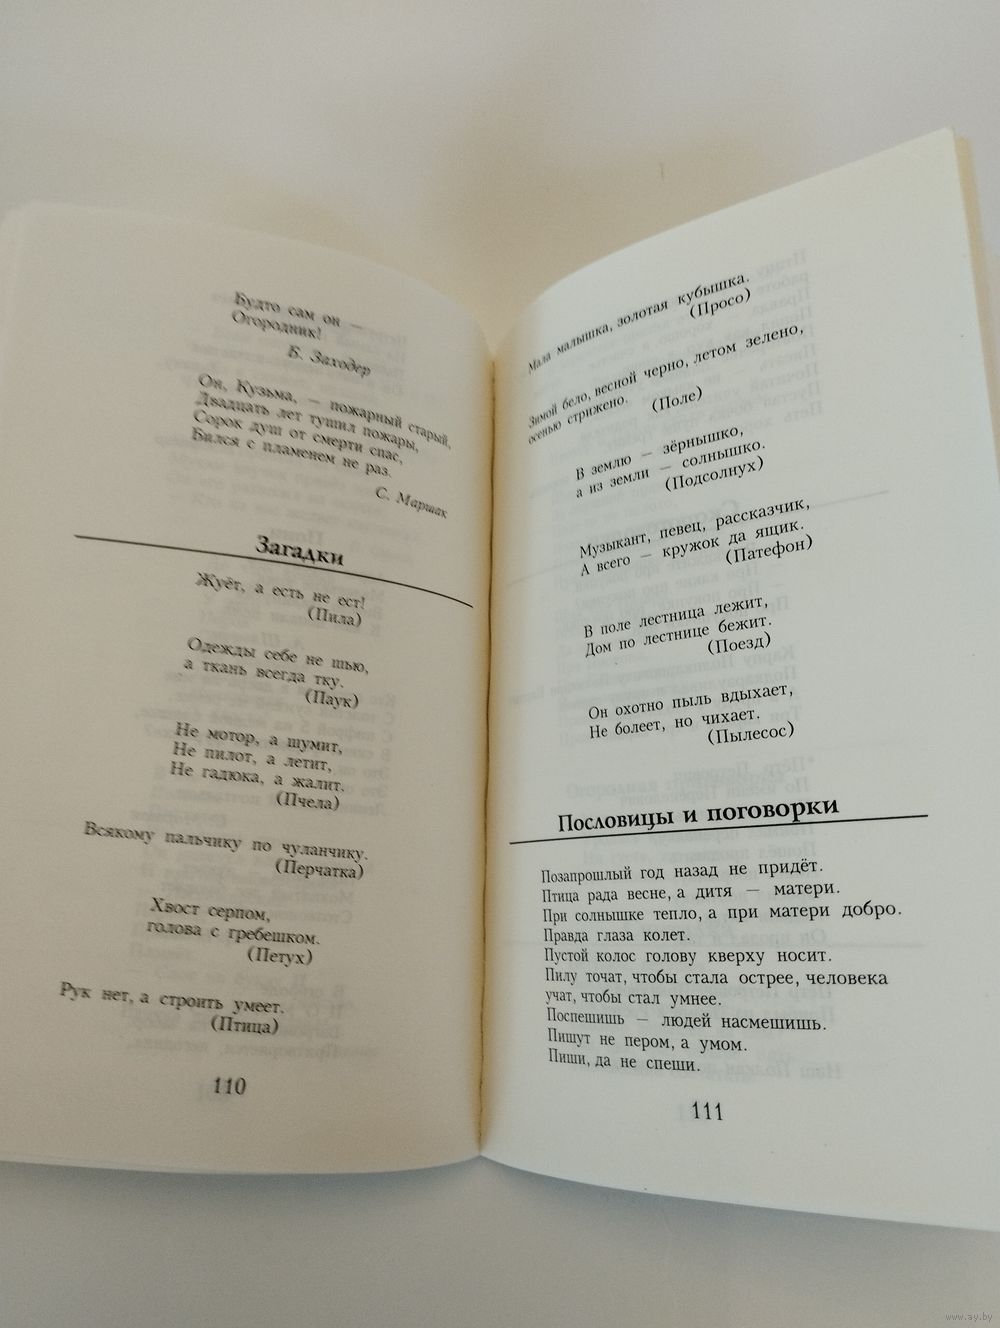 Будто сам он —
Огородник!
Б. Заходер
Он, Кузьма, — пожарный старый,
Двадцать лет тушил пожары,
Сорок душ от смерти спас,
Бился с пламенем не раз.
С. Маршак
Загадки
Жуёт, а есть не ест!
(Пила)
Одежды себе не шью,
а ткань всегда тку.
(Паук)
Не мотор, а шумит,
Не пилот, а летит,
Не гадюка, а жалит.
(Пчела)
Всякому пальчику по чуланчику.
(Перчатка)
Хвост серпом,
голова с гребешком.
(Петух)
Рук нет, а строить умеет.
(Птица)
110
Мала малышка, золотая кубышка.
(Просо)
Зимой бело, весной черно, летом зелено,
осенью стрижено.
(Поле)
В землю — зёрнышко,
а из земли — солнышко.
(Подсолнух)
Музыкант, певец, рассказчик,
А всего — кружок да ящик.
(Патефон)
В поле лестница лежит,
Дом по лестнице бежит.
(Поезд)
Он охотно пыль вдыхает,
Не болеет, но чихает.
(Пылесос)
Пословицы и поговорки
Позапрошлый год назад не придёт.
Птица рада весне, а дитя — матери.
При солнышке тепло, а при матери добро.
Правда глаза колет.
Пустой колос голову кверху носит.
Пилу точат, чтобы стала острее, человека
учат, чтобы стал умнее.
Поспешишь — людей насмешишь.
Пишут не пером, а умом.
Пиши, да не спеши.
111
www.ay.by